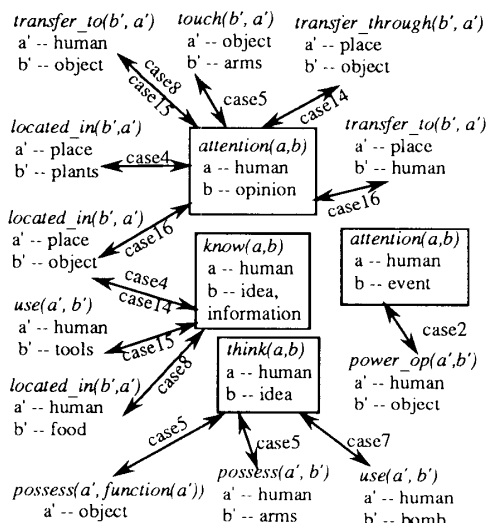 transfer_to(b', a')
a' -- human
b' -- object
touch(b', a')
a' -- object
b' -- arms
transfer_through(b', a')
a' -- place
b' -- object
case8
case15
case5
case14
located_in(b',a')
a' -- place
b' -- plants
case4
attention(a,b)
a -- human
b -- opinion
transfer_to(b', a')
a' -- place
b' -- human
case16
located_in(b', a')
a' -- place
b' -- object
case16
case4
case14
know(a,b)
a -- human
b -- idea,
information
attention(a,b)
a -- human
b -- event
use(a', b')
a' -- human
b' -- tools
case15
case2
located_in(b',a')
a' -- human
b' -- food
case8
think(a,b)
a -- human
b -- idea
power_op(a',b')
b' -- human
b' -- object
case5
case5
case7
possess(a', function(a'))
a' -- object
possess(a', b')
a' -- human
b' -- arms
use(a', b')
a' -- human
b' -- bomb